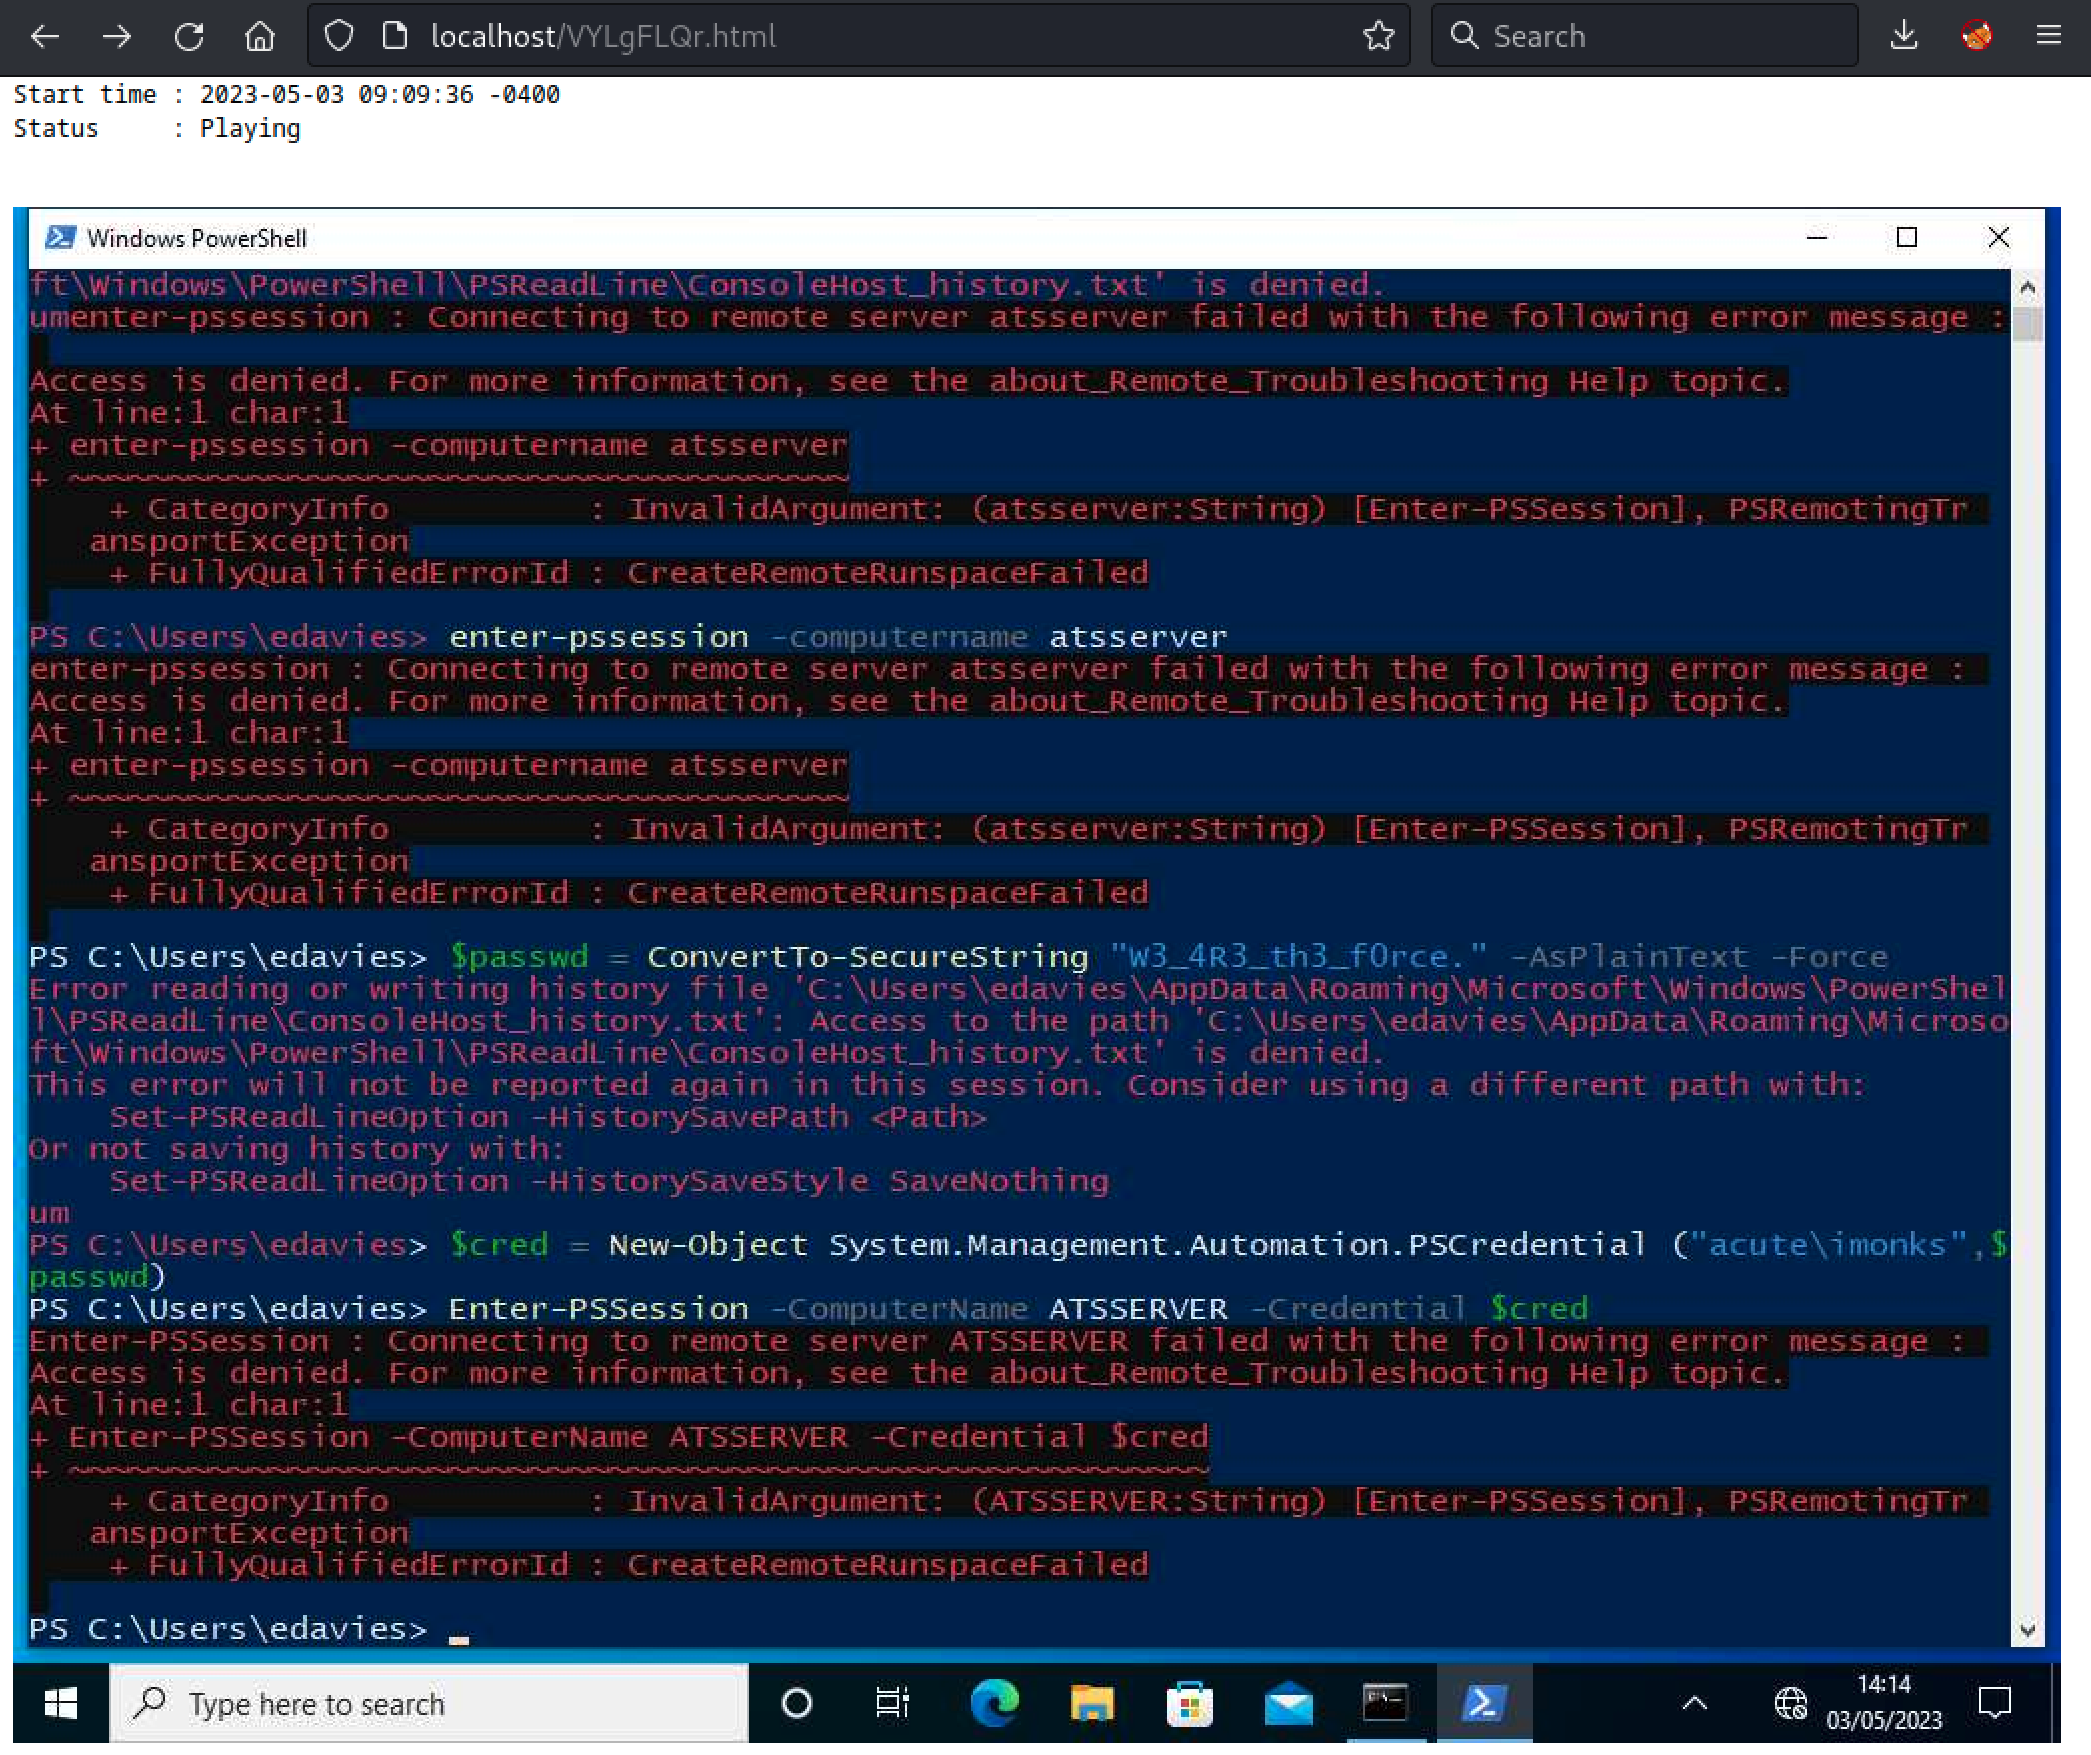 localhost/VYLgFLQr.html
Search
Start time : 2023-05-03 09:09:36 -0400
Status     : Playing
Windows PowerShell
ft\Windows\PowerShell\PSReadLine\ConsoleHost_history.txt' is denied.
umenter-pssession : Connecting to remote server atsserver failed with the following error message :
Access is denied. For more information, see the about_Remote_Troubleshooting Help topic.
At line:1 char:1
+ enter-pssession -computername atsserver
+ ~~~~~~~~~~~~~~~~~~~~~~~~~~~~~~~~~~~~~~~
    + CategoryInfo          : InvalidArgument: (atsserver:String) [Enter-PSSession], PSRemotingTr
   ansportException
    + FullyQualifiedErrorId : CreateRemoteRunspaceFailed
PS C:\Users\edavies> enter-pssession -computername atsserver
enter-pssession : Connecting to remote server atsserver failed with the following error message :
Access is denied. For more information, see the about_Remote_Troubleshooting Help topic.
At line:1 char:1
+ enter-pssession -computername atsserver
+ ~~~~~~~~~~~~~~~~~~~~~~~~~~~~~~~~~~~~~~~
    + CategoryInfo          : InvalidArgument: (atsserver:String) [Enter-PSSession], PSRemotingTr
   ansportException
    + FullyQualifiedErrorId : CreateRemoteRunspaceFailed
PS C:\Users\edavies> $passwd = ConvertTo-SecureString "W3_4R3_th3_f0rce." -AsPlainText -Force
Error reading or writing history file 'C:\Users\edavies\AppData\Roaming\Microsoft\Windows\PowerShel
l\PSReadLine\ConsoleHost_history.txt': Access to the path 'C:\Users\edavies\AppData\Roaming\Microso
ft\Windows\PowerShell\PSReadLine\ConsoleHost_history.txt' is denied.
This error will not be reported again in this session. Consider using a different path with:
    Set-PSReadLineOption -HistorySavePath <Path>
Or not saving history with:
    Set-PSReadLineOption -HistorySaveStyle SaveNothing
um
PS C:\Users\edavies> $cred = New-Object System.Management.Automation.PSCredential ("acute\imonks",$
passwd)
PS C:\Users\edavies> Enter-PSSession -ComputerName ATSSERVER -Credential $cred
Enter-PSSession : Connecting to remote server ATSSERVER failed with the following error message :
Access is denied. For more information, see the about_Remote_Troubleshooting Help topic.
At line:1 char:1
+ Enter-PSSession -ComputerName ATSSERVER -Credential $cred
+ ~~~~~~~~~~~~~~~~~~~~~~~~~~~~~~~~~~~~~~~~~~~~~~~~~~~~~~~~~
    + CategoryInfo          : InvalidArgument: (ATSSERVER:String) [Enter-PSSession], PSRemotingTr
   ansportException
    + FullyQualifiedErrorId : CreateRemoteRunspaceFailed
PS C:\Users\edavies> _
Type here to search
14:14
03/05/2023